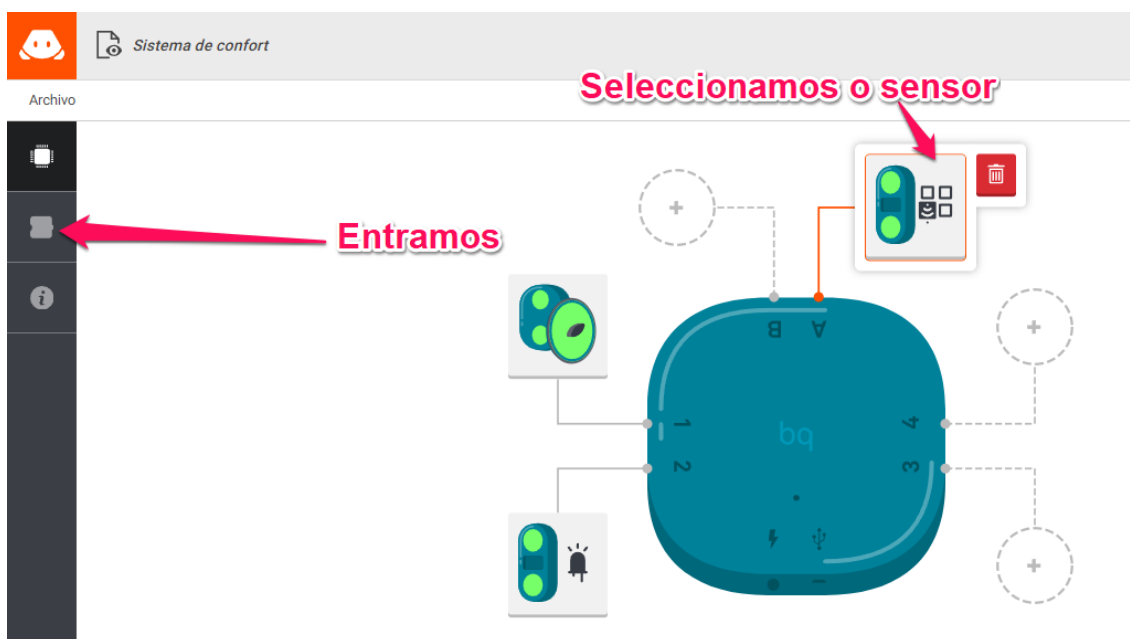 Sistema de confort
Seleccionamos o sensor
Archivo
Entramos
B A
1
2
bq
4
3